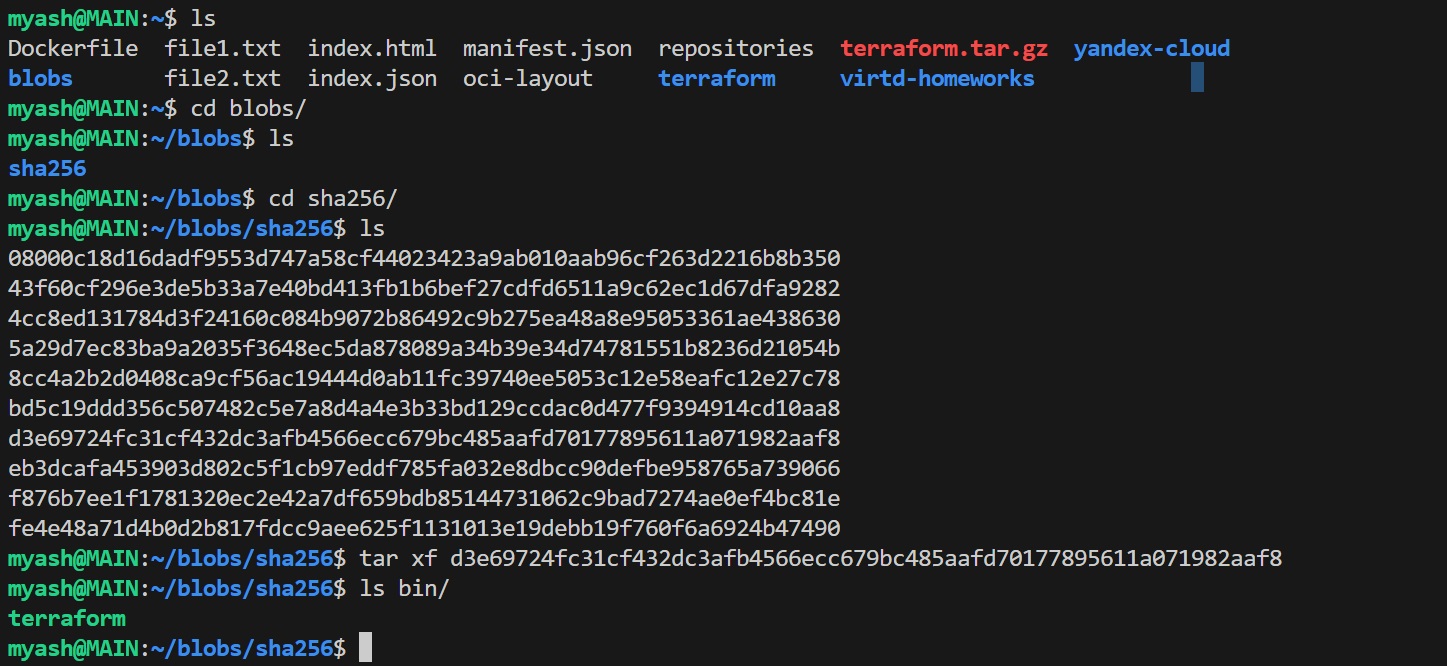 myash@MAIN:~$ ls
Dockerfile  file1.txt  index.html  manifest.json  repositories  terraform.tar.gz  yandex-cloud
blobs       file2.txt  index.json  oci-layout     terraform     virtd-homeworks
myash@MAIN:~$ cd blobs/
myash@MAIN:~/blobs$ ls
sha256
myash@MAIN:~/blobs$ cd sha256/
myash@MAIN:~/blobs/sha256$ ls
08000c18d16dadf9553d747a58cf44023423a9ab010aab96cf263d2216b8b350
43f60cf296e3de5b33a7e40bd413fb1b6bef27cdfd6511a9c62ec1d67dfa9282
4cc8ed131784d3f24160c084b9072b86492c9b275ea48a8e95053361ae438630
5a29d7ec83ba9a2035f3648ec5da878089a34b39e34d74781551b8236d21054b
8cc4a2b2d0408ca9cf56ac19444d0ab11fc39740ee5053c12e58eafc12e27c78
bd5c19ddd356c507482c5e7a8d4a4e3b33bd129ccdac0d477f9394914cd10aa8
d3e69724fc31cf432dc3afb4566ecc679bc485aafd70177895611a071982aaf8
eb3dcafa453903d802c5f1cb97eddf785fa032e8dbcc90defbe958765a739066
f876b7ee1f1781320ec2e42a7df659bdb85144731062c9bad7274ae0ef4bc81e
fe4e48a71d4b0d2b817fdcc9aee625f1131013e19debb19f760f6a6924b47490
myash@MAIN:~/blobs/sha256$ tar xf d3e69724fc31cf432dc3afb4566ecc679bc485aafd70177895611a071982aaf8
myash@MAIN:~/blobs/sha256$ ls bin/
terraform
myash@MAIN:~/blobs/sha256$